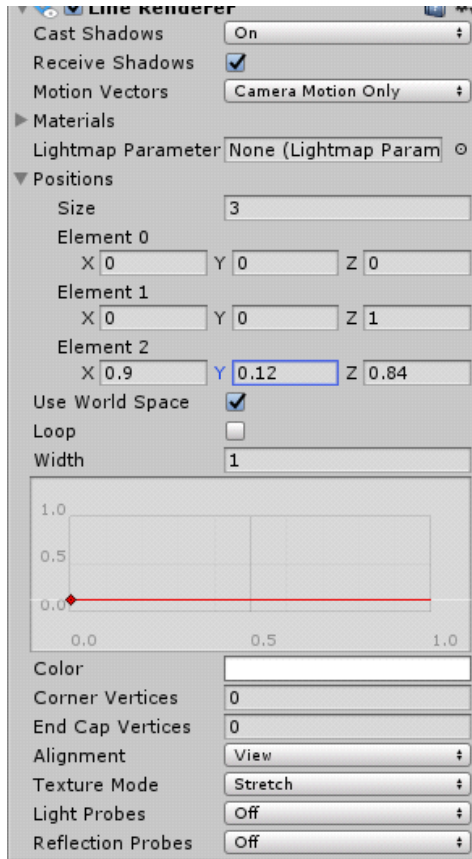 Line Renderer
Cast Shadows On
Receive Shadows
Motion Vectors Camera Motion Only
Materials
Lightmap Parameter None (Lightmap Param
Positions
Size 3
Element 0
X 0 Y 0 Z 0
Element 1
X 0 Y 0 Z 1
Element 2
X 0.9 Y 0.12 Z 0.84
Use World Space
Loop
Width 1
1.0
0.5
0.0
0.0 0.5 1.0
Color
Corner Vertices 0
End Cap Vertices 0
Alignment View
Texture Mode Stretch
Light Probes Off
Reflection Probes Off